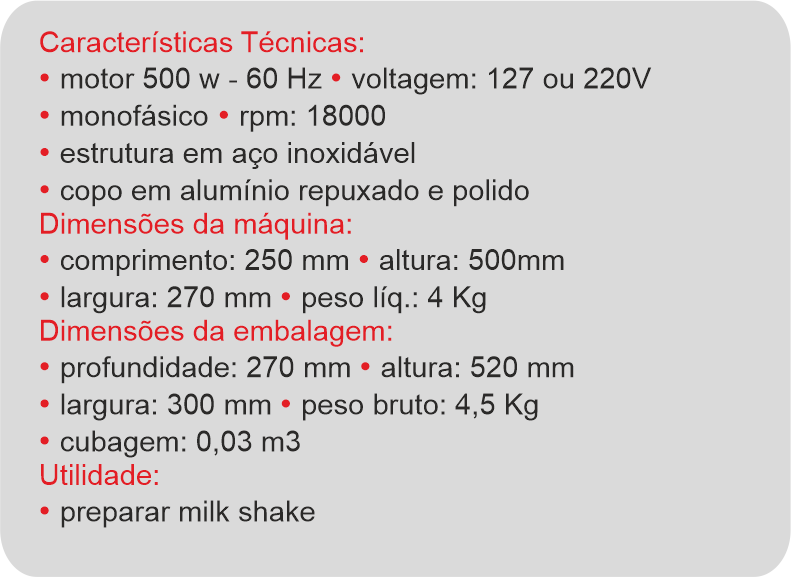 Características Técnicas:
• motor 500 w - 60 Hz • voltagem: 127 ou 220V
• monofásico • rpm: 18000
• estrutura em aço inoxidável
• copo em alumínio repuxado e polido
Dimensões da máquina:
• comprimento: 250 mm • altura: 500mm
• largura: 270 mm • peso líq.: 4 Kg
Dimensões da embalagem:
• profundidade: 270 mm • altura: 520 mm
• largura: 300 mm • peso bruto: 4,5 Kg
• cubagem: 0,03 m3
Utilidade:
• preparar milk shake